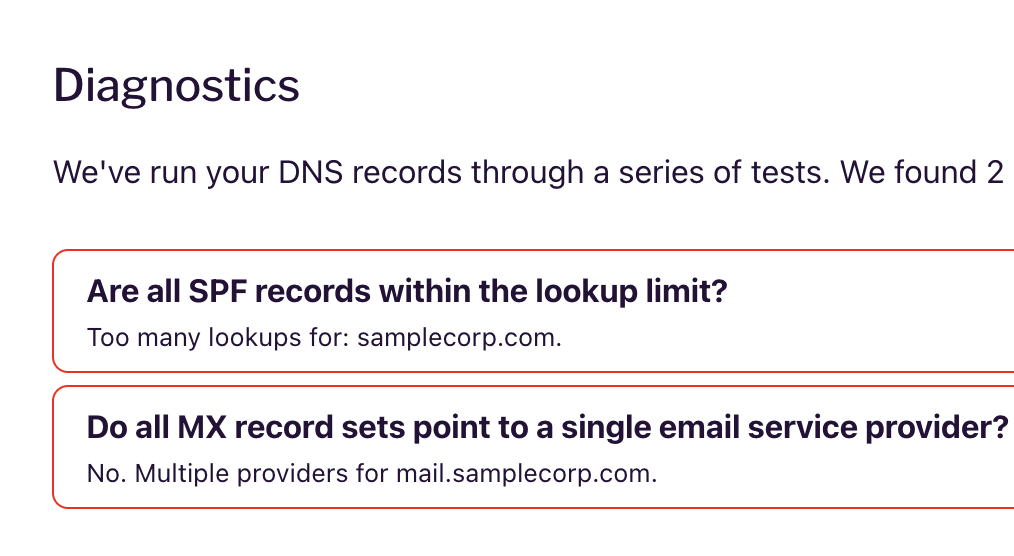 Diagnostics
We've run your DNS records through a series of tests. We found 2
Are all SPF records within the lookup limit?
Too many lookups for: samplecorp.com.
Do all MX record sets point to a single email service provider?
No. Multiple providers for mail.samplecorp.com.